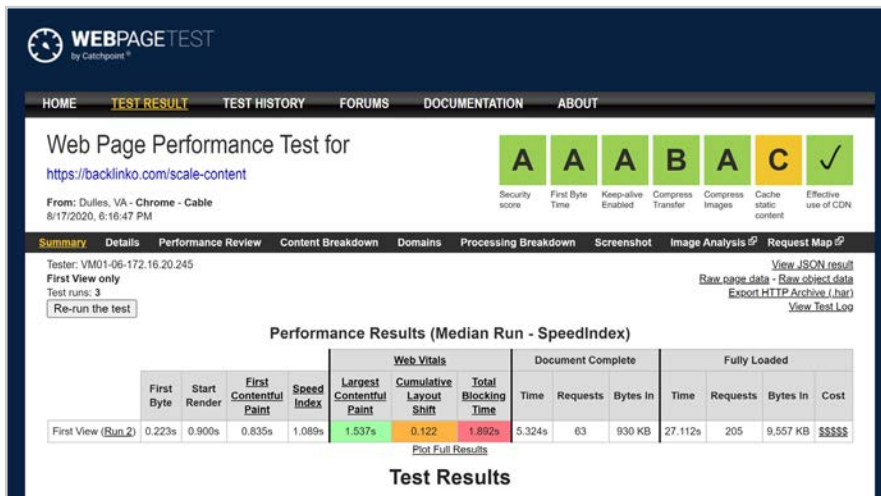 WEBPAGETEST
by Catchpoint®
HOME TEST RESULT TEST HISTORY FORUMS DOCUMENTATION ABOUT
Web Page Performance Test for
https://backlinko.com/scale-content
From: Dulles, VA - Chrome - Cable
8/17/2020, 6:16:47 PM
A A A B A C ✓
Security score
First Byte Time
Keep-alive Enabled
Compress Transfer
Compress Images
Cache static content
Effective use of CDN
Summary Details Performance Review Content Breakdown Domains Processing Breakdown Screenshot Image Analysis Request Map
Tester: VM01-06-172.16.20.245
First View only
Test runs: 3
Re-run the test
View JSON result
Raw page data - Raw object data
Export HTTP Archive (.har)
View Test Log
Performance Results (Median Run - SpeedIndex)
Web Vitals Document Complete Fully Loaded
First Byte Start Render First Contentful Paint Speed Index Largest Contentful Paint Cumulative Layout Shift Total Blocking Time Time Requests Bytes In Time Requests Bytes In Cost
First View (Run 2) 0.223s 0.900s 0.835s 1.089s 1.537s 0.122 1.892s 5.324s 63 930 KB 27.112s 205 9,557 KB $$$$$
Plot Full Results
Test Results